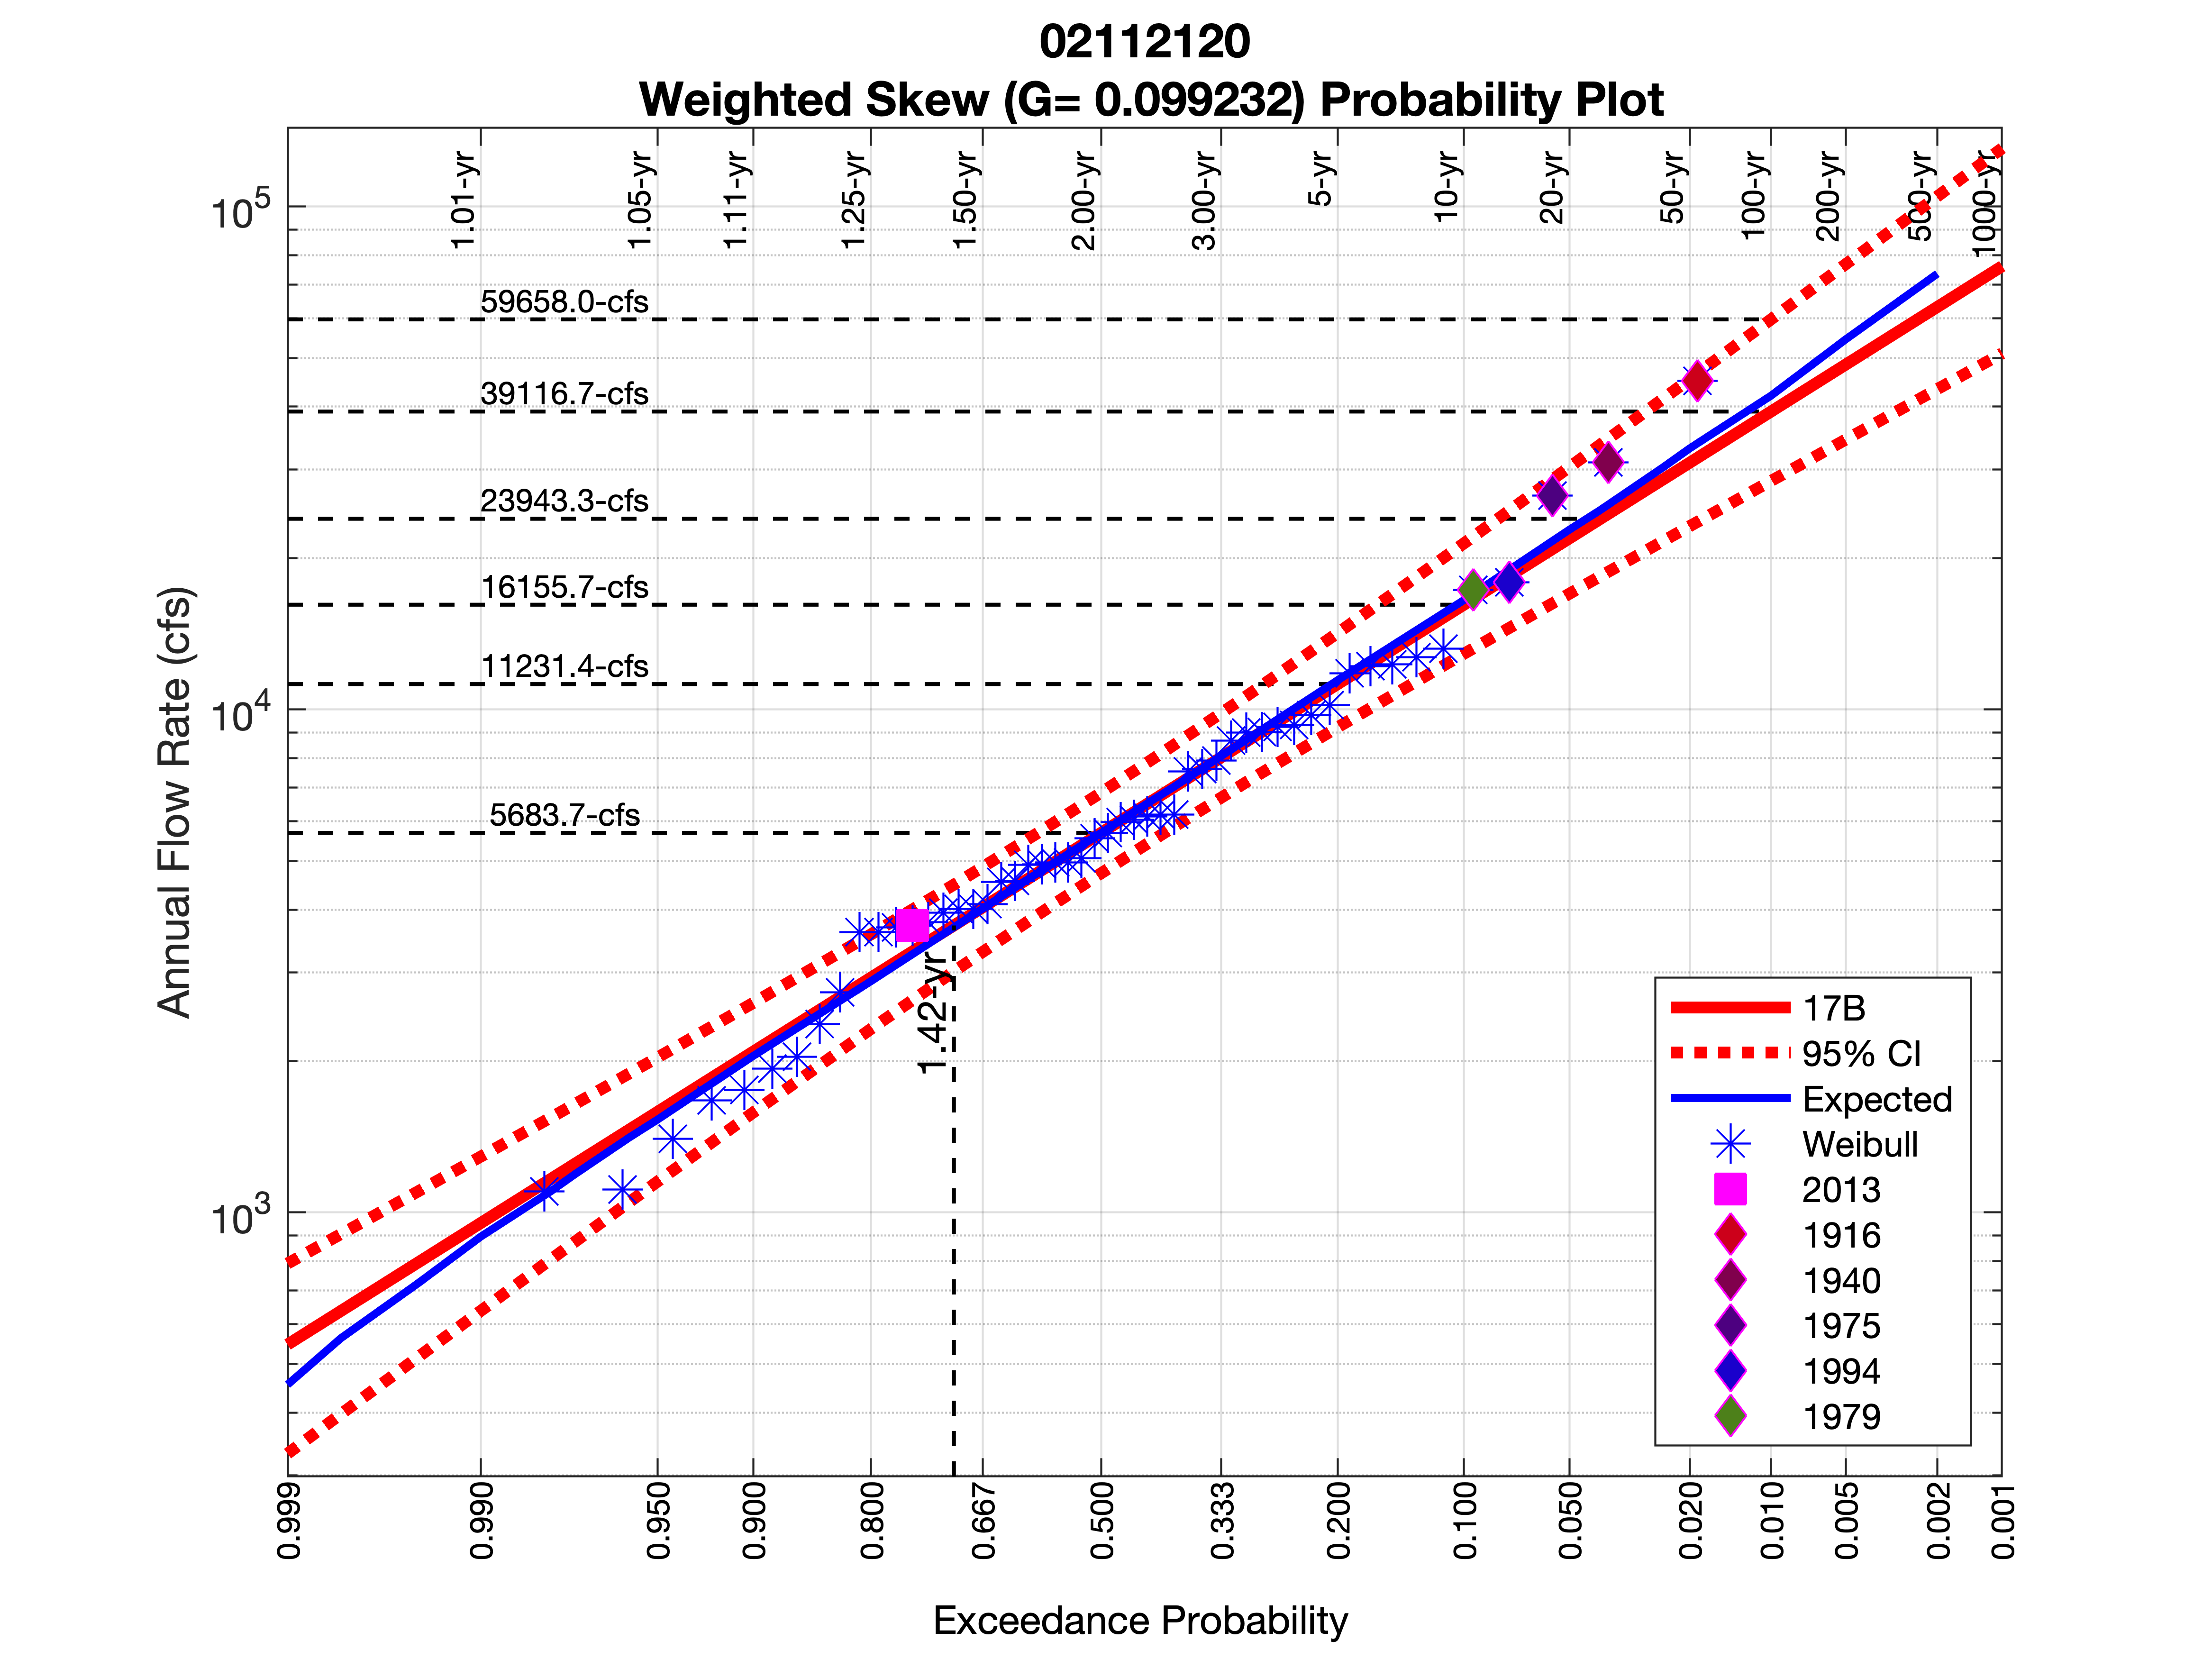 02112120
Weighted Skew (G= 0.099232) Probability Plot
1.01-yr
1.05-yr
1.11-yr
1.25-yr
1.50-yr
2.00-yr
3.00-yr
5-yr
10-yr
20-yr
50-yr
100-yr
200-yr
500-yr
1000-yr
10^5
10^4
10^3
Annual Flow Rate (cfs)
59658.0-cfs
39116.7-cfs
23943.3-cfs
16155.7-cfs
11231.4-cfs
5683.7-cfs
1.42-yr
17B
95% CI
Expected
Weibull
2013
1916
1940
1975
1994
1979
0.999
0.990
0.950
0.900
0.800
0.667
0.500
0.333
0.200
0.100
0.050
0.020
0.010
0.005
0.002
0.001
Exceedance Probability